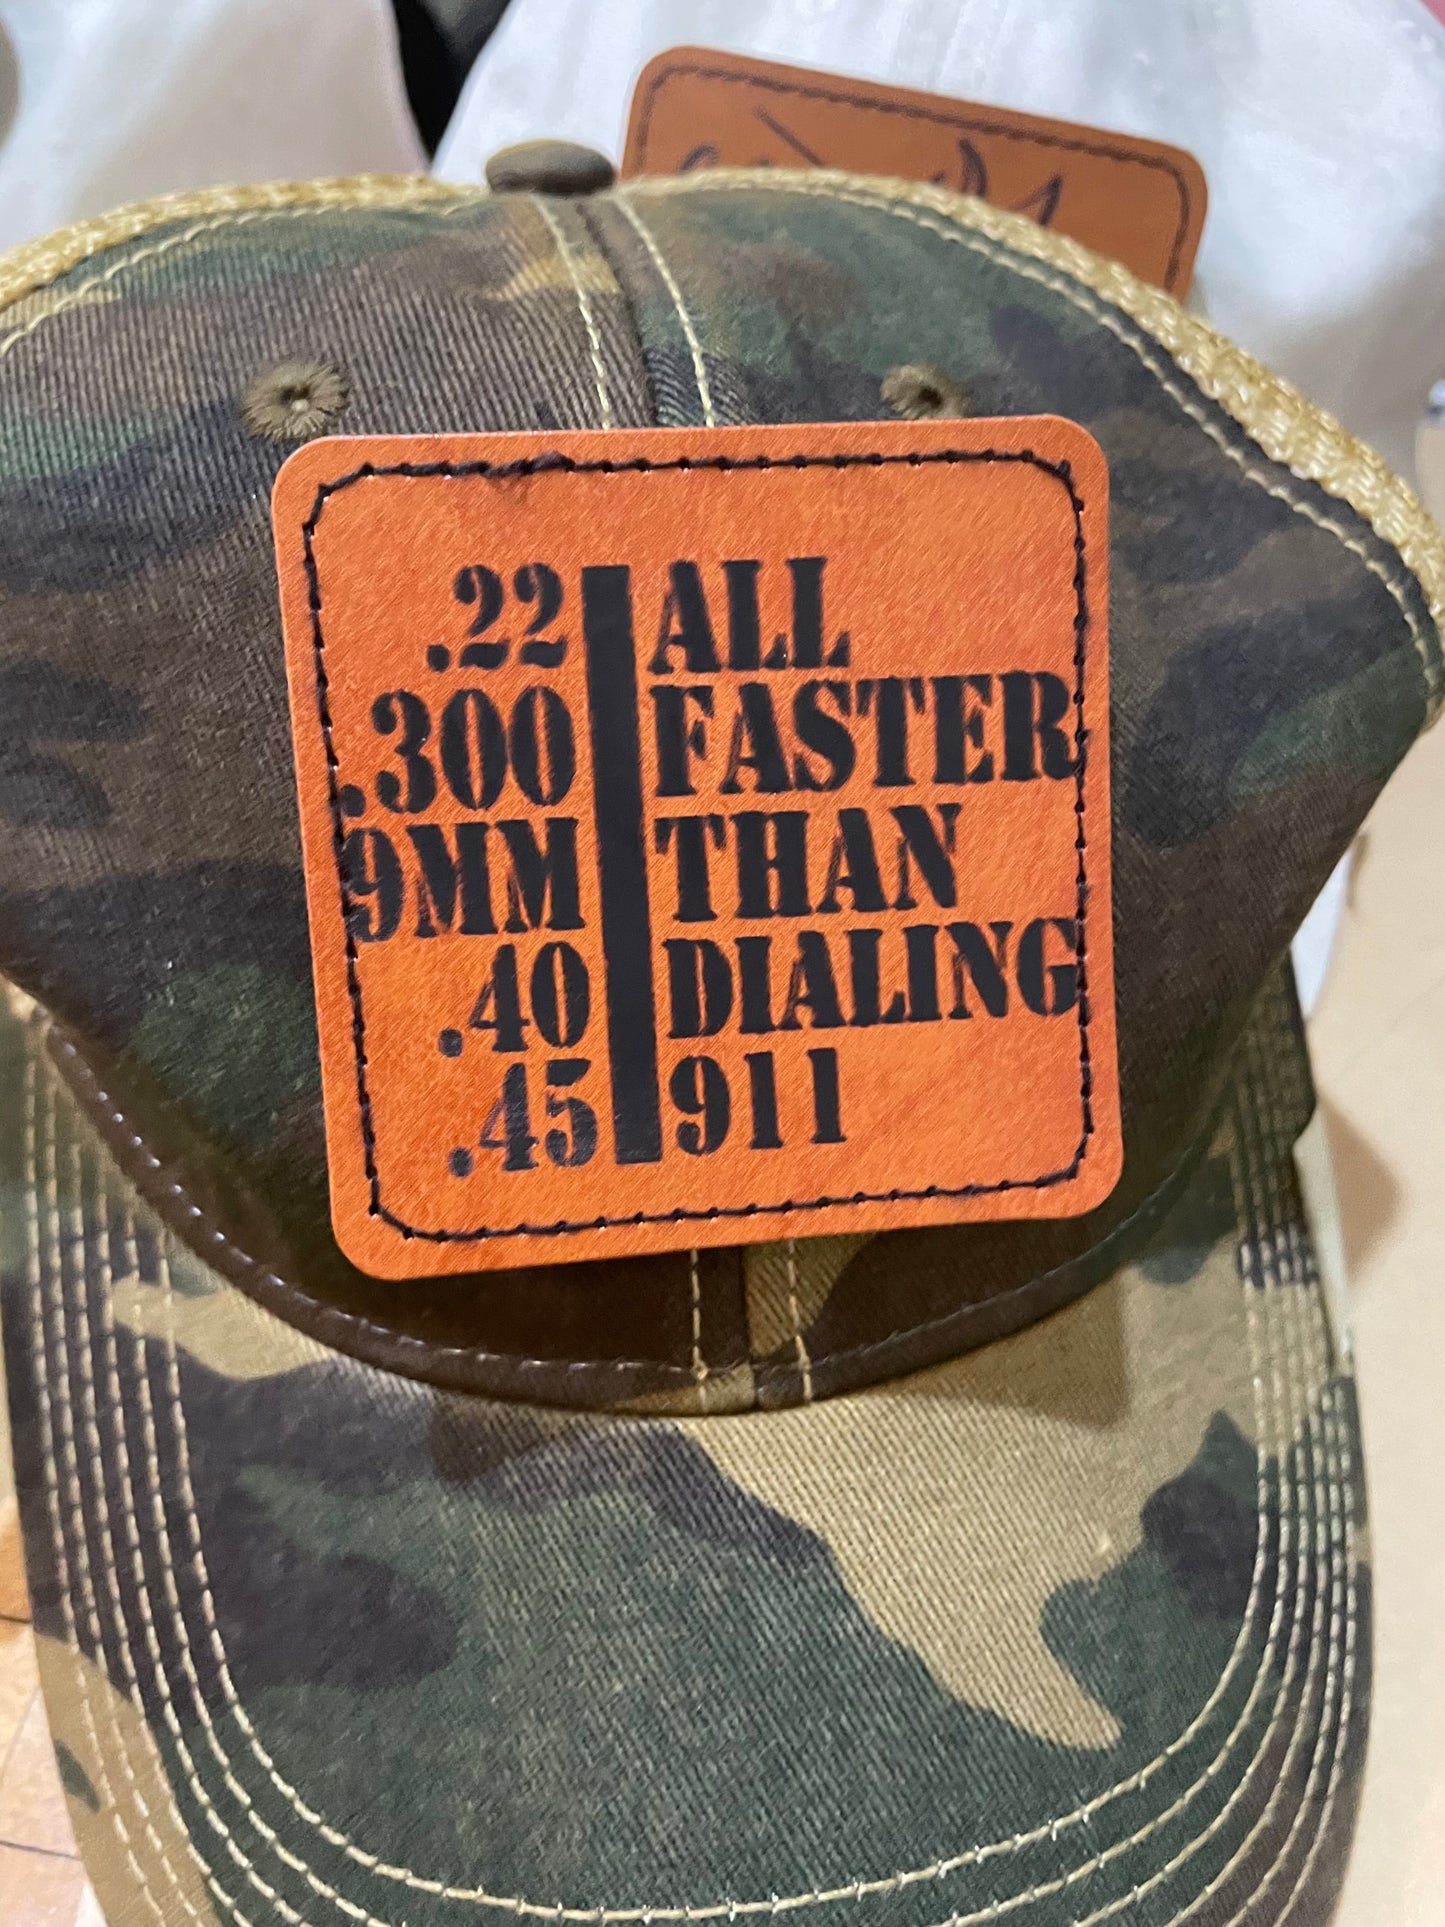 .22
.300
9MM
.40
.45
ALL
FASTER
THAN
DIALING
911